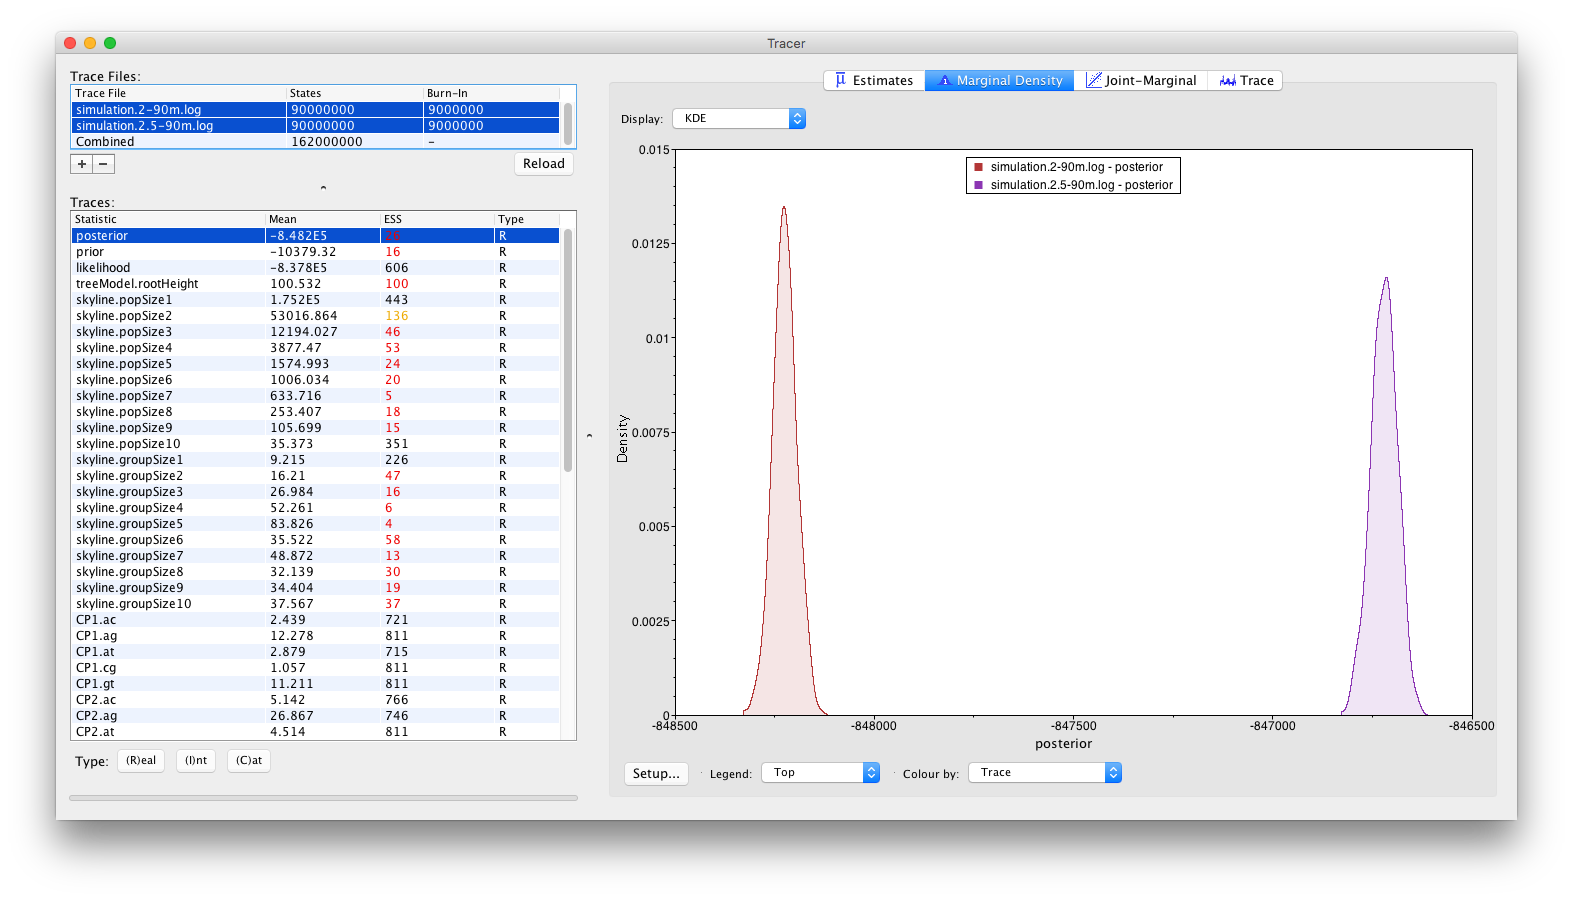 Tracer
Trace Files:
Trace File States Burn-In
simulation.2-90m.log 90000000 9000000
simulation.2.5-90m.log 90000000 9000000
Combined 162000000 -
+ - Reload
Traces:
Statistic Mean ESS Type
posterior -8.482E5 26 R
prior -10379.32 16 R
likelihood -8.378E5 606 R
treeModel.rootHeight 100.532 100 R
skyline.popSize1 1.752E5 443 R
skyline.popSize2 53016.864 136 R
skyline.popSize3 12194.027 46 R
skyline.popSize4 3877.47 53 R
skyline.popSize5 1574.993 24 R
skyline.popSize6 1006.034 20 R
skyline.popSize7 633.716 5 R
skyline.popSize8 253.407 18 R
skyline.popSize9 105.699 15 R
skyline.popSize10 35.373 351 R
skyline.groupSize1 9.215 226 R
skyline.groupSize2 16.21 47 R
skyline.groupSize3 26.984 16 R
skyline.groupSize4 52.261 6 R
skyline.groupSize5 83.826 4 R
skyline.groupSize6 35.522 58 R
skyline.groupSize7 48.872 13 R
skyline.groupSize8 32.139 30 R
skyline.groupSize9 34.404 19 R
skyline.groupSize10 37.567 37 R
CP1.ac 2.439 721 R
CP1.ag 12.278 811 R
CP1.at 2.879 715 R
CP1.cg 1.057 811 R
CP1.gt 11.211 811 R
CP2.ac 5.142 766 R
CP2.ag 26.867 746 R
CP2.at 4.514 811 R
Type: (R)eal (I)nt (C)at
Estimates Marginal Density Joint-Marginal Trace
Display: KDE
simulation.2-90m.log - posterior
simulation.2.5-90m.log - posterior
0.015
0.0125
0.01
0.0075
0.005
0.0025
0
Density
-848500 -848000 -847500 -847000 -846500
posterior
Setup... Legend: Top Colour by: Trace